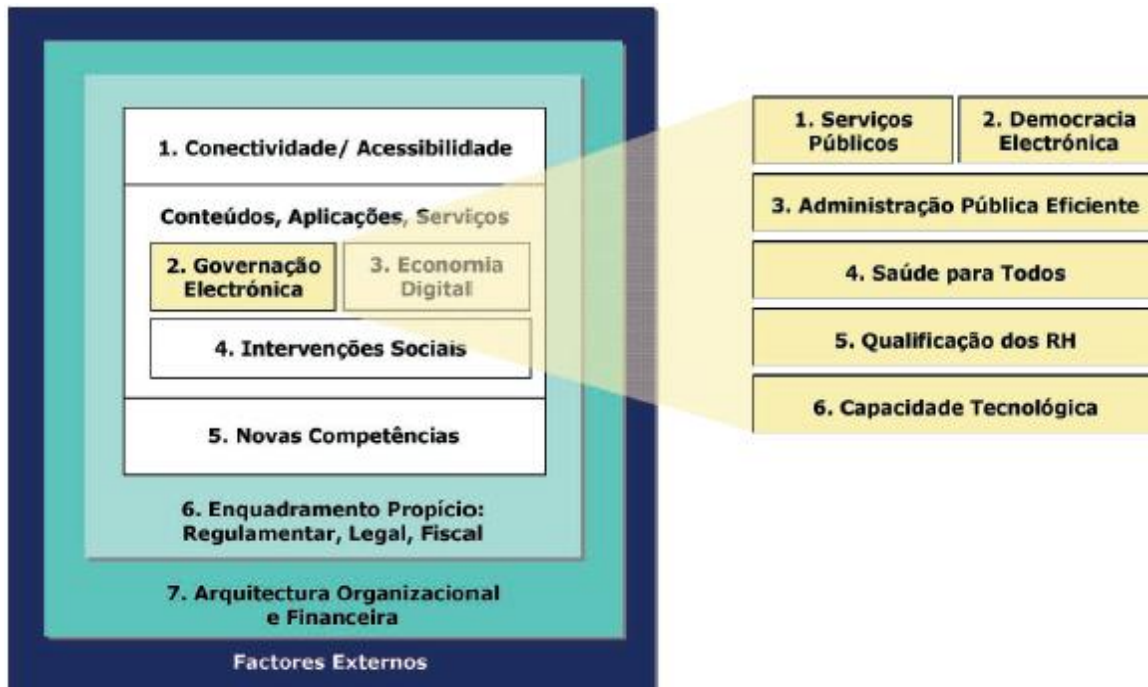 1. Conectividade/ Acessibilidade
Conteúdos, Aplicações, Serviços
2. Governação
Electrónica
3. Economia
Digital
4. Intervenções Sociais
5. Novas Competências
6. Enquadramento Propício:
Regulamentar, Legal, Fiscal
7. Arquitectura Organizacional
e Financeira
Factores Externos
1. Serviços
Públicos
2. Democracia
Electrónica
3. Administração Pública Eficiente
4. Saúde para Todos
5. Qualificação dos RH
6. Capacidade Tecnológica